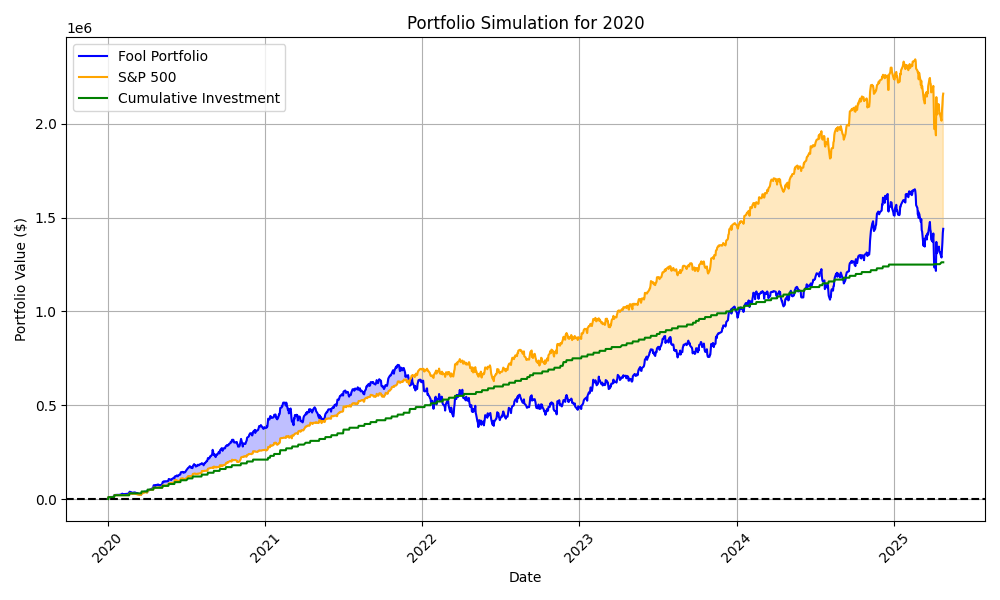 Portfolio Simulation for 2020
1e6
Fool Portfolio
S&P 500
Cumulative Investment
2.0
1.5
1.0
0.5
0.0
Portfolio Value ($)
2020
2021
2022
2023
2024
2025
Date